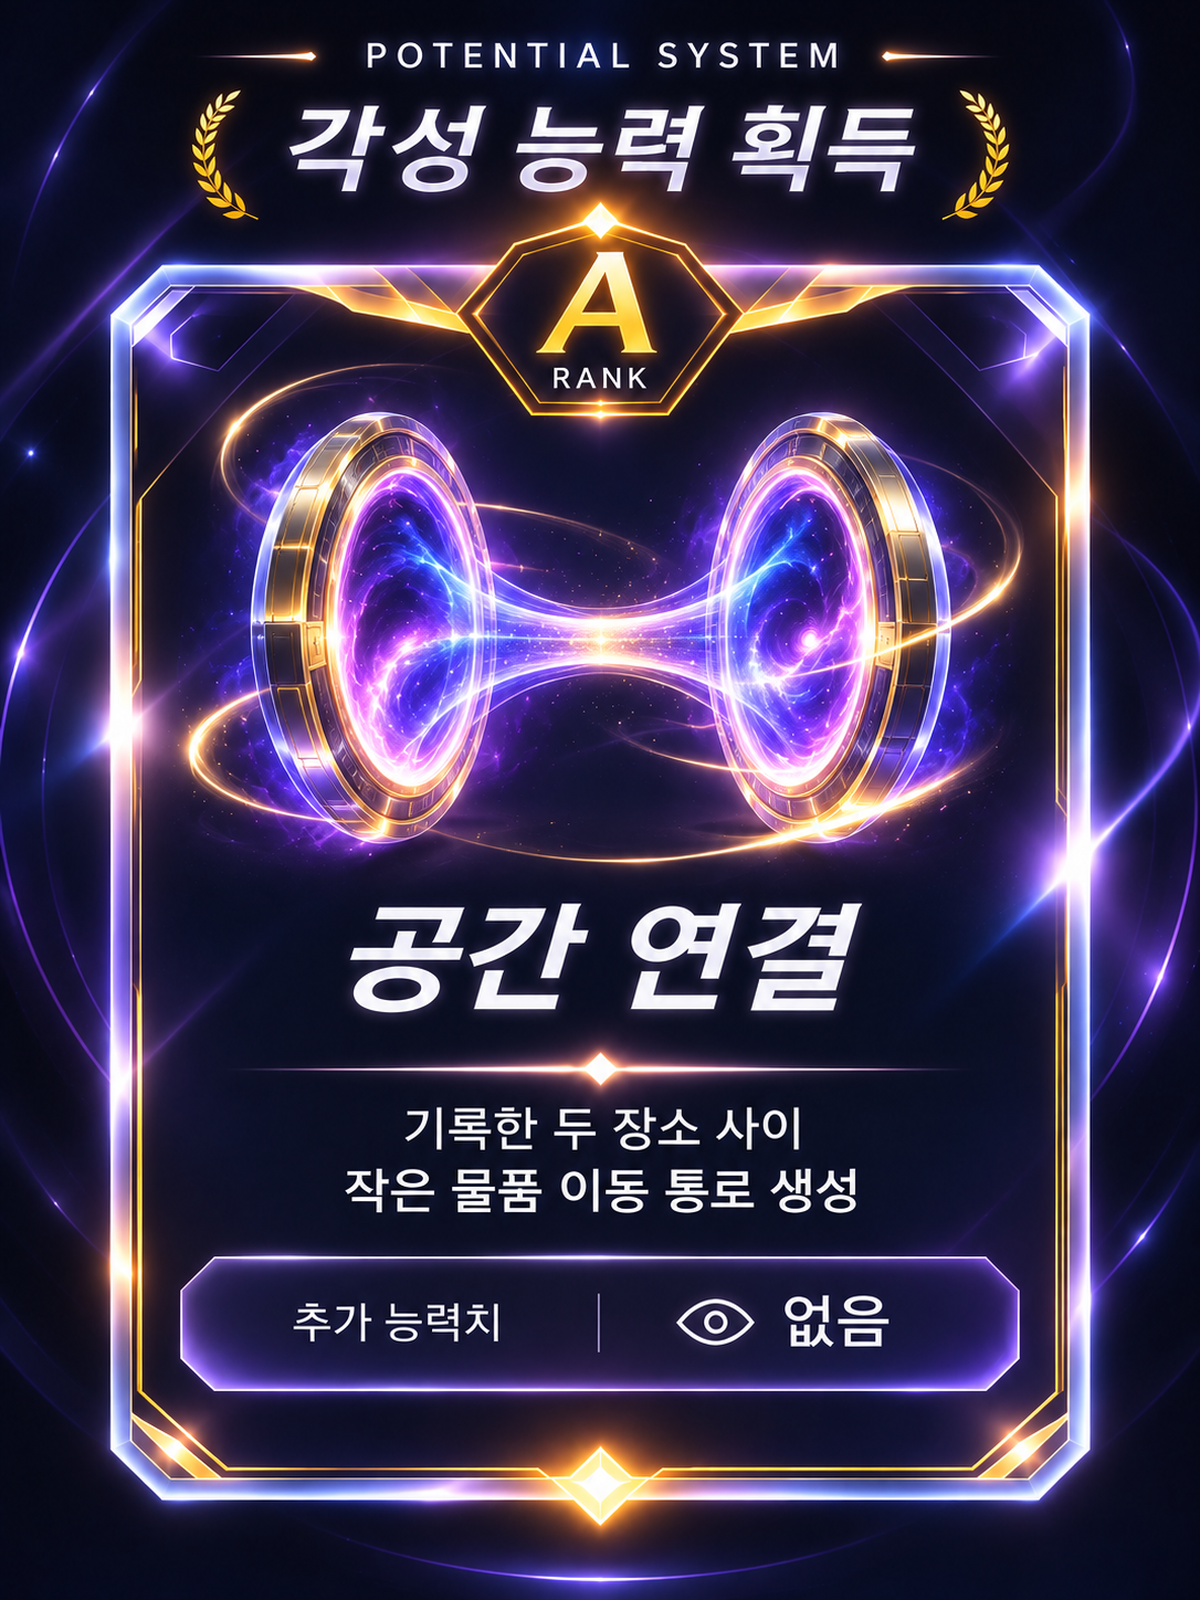 POTENTIAL SYSTEM
각성 능력 획득
A
RANK
공간 연결
기록한 두 장소 사이
작은 물품 이동 통로 생성
추가 능력치
없음